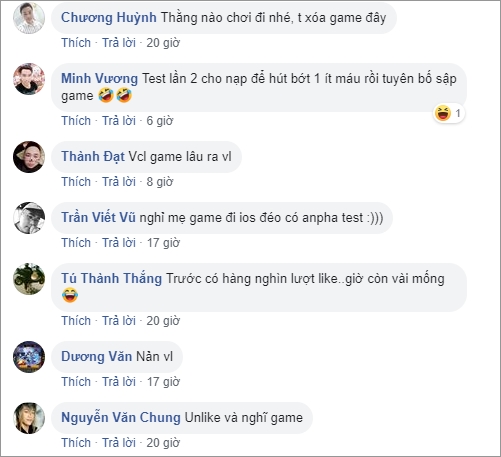 Chương Huỳnh Thằng nào chơi đi nhé, t xóa game đây
Thích · Trả lời · 20 giờ
Minh Vương Test lần 2 cho nạp để hút bớt 1 ít máu rồi tuyên bố sập
game 🤣🤣
1
Thích · Trả lời · 6 giờ
Thành Đạt Vcl game lâu ra vl
Thích · Trả lời · 8 giờ
Trần Viết Vũ nghỉ mẹ game đi ios đéo có anpha test :)))
Thích · Trả lời · 17 giờ
Tú Thành Thắng Trước có hàng nghìn lượt like..giờ còn vài mống
😂
Thích · Trả lời · 20 giờ
Dương Văn Nản vl
Thích · Trả lời · 17 giờ
Nguyễn Văn Chung Unlike và nghĩ game
Thích · Trả lời · 20 giờ